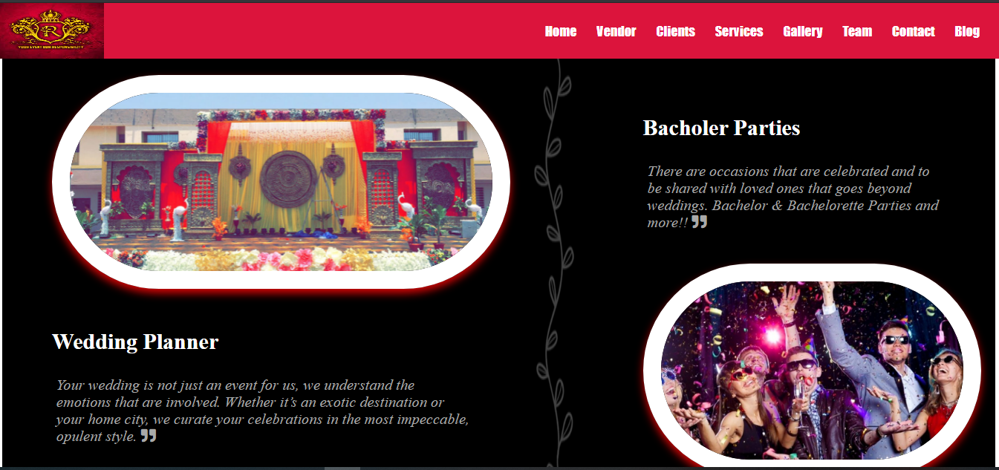 R
YOUR EVENT OUR RESPONSIBILITY
Home Vendor Clients Services Gallery Team Contact Blog
Bacholer Parties
There are occasions that are celebrated and to
be shared with loved ones that goes beyond
weddings. Bachelor & Bachelorette Parties and
more!! ”
Wedding Planner
Your wedding is not just an event for us, we understand the
emotions that are involved. Whether it’s an exotic destination or
your home city, we curate your celebrations in the most impeccable,
opulent style. ”